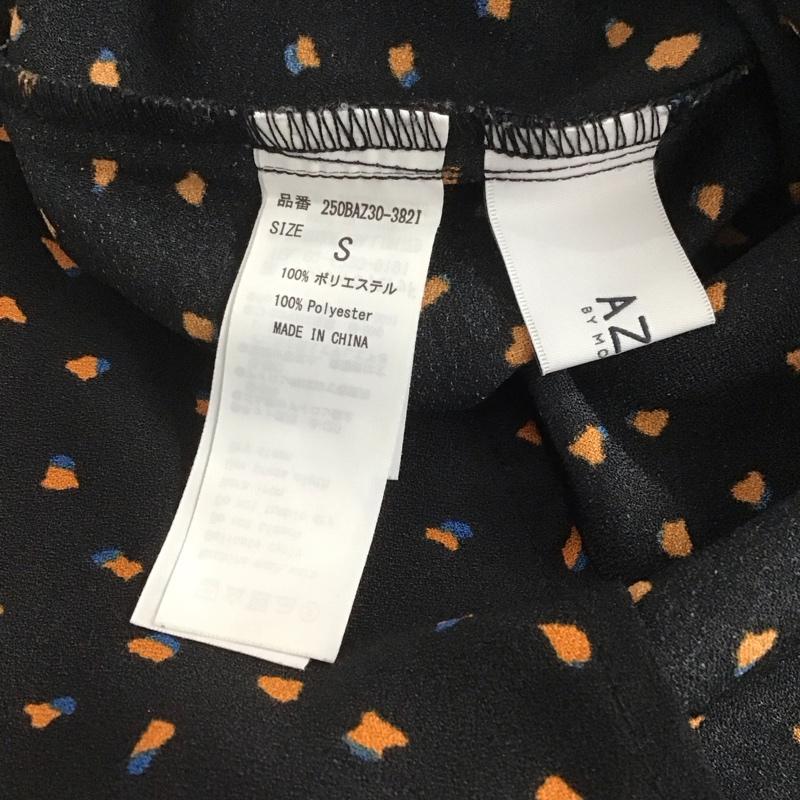 品番 250BAZ30-382I
SIZE S
100% ポリエステル
100% Polyester
MADE IN CHINA
AZ
BY MO